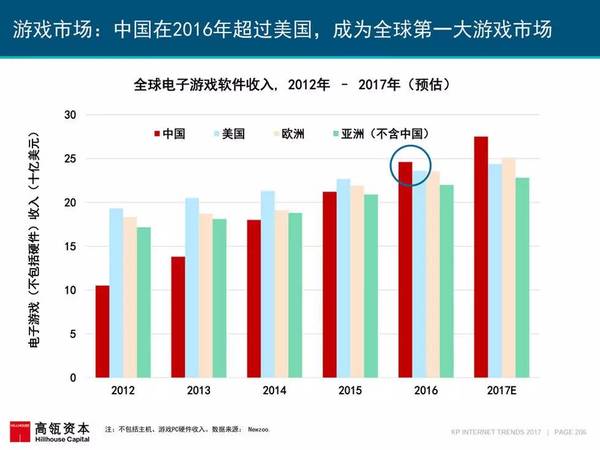 游戏市场：中国在2016年超过美国，成为全球第一大游戏市场
全球电子游戏软件收入, 2012年 – 2017年（预估）
电子游戏（不包括硬件）收入（十亿美元）
30
25
20
15
10
5
0
中国 美国 欧洲 亚洲（不含中国）
2012 2013 2014 2015 2016 2017E
HILLHOUSE
高瓴资本
Hillhouse Capital
注：不包括主机、游戏PC硬件收入。数据来源： Newzoo
KP INTERNET TRENDS 2017 | PAGE 206